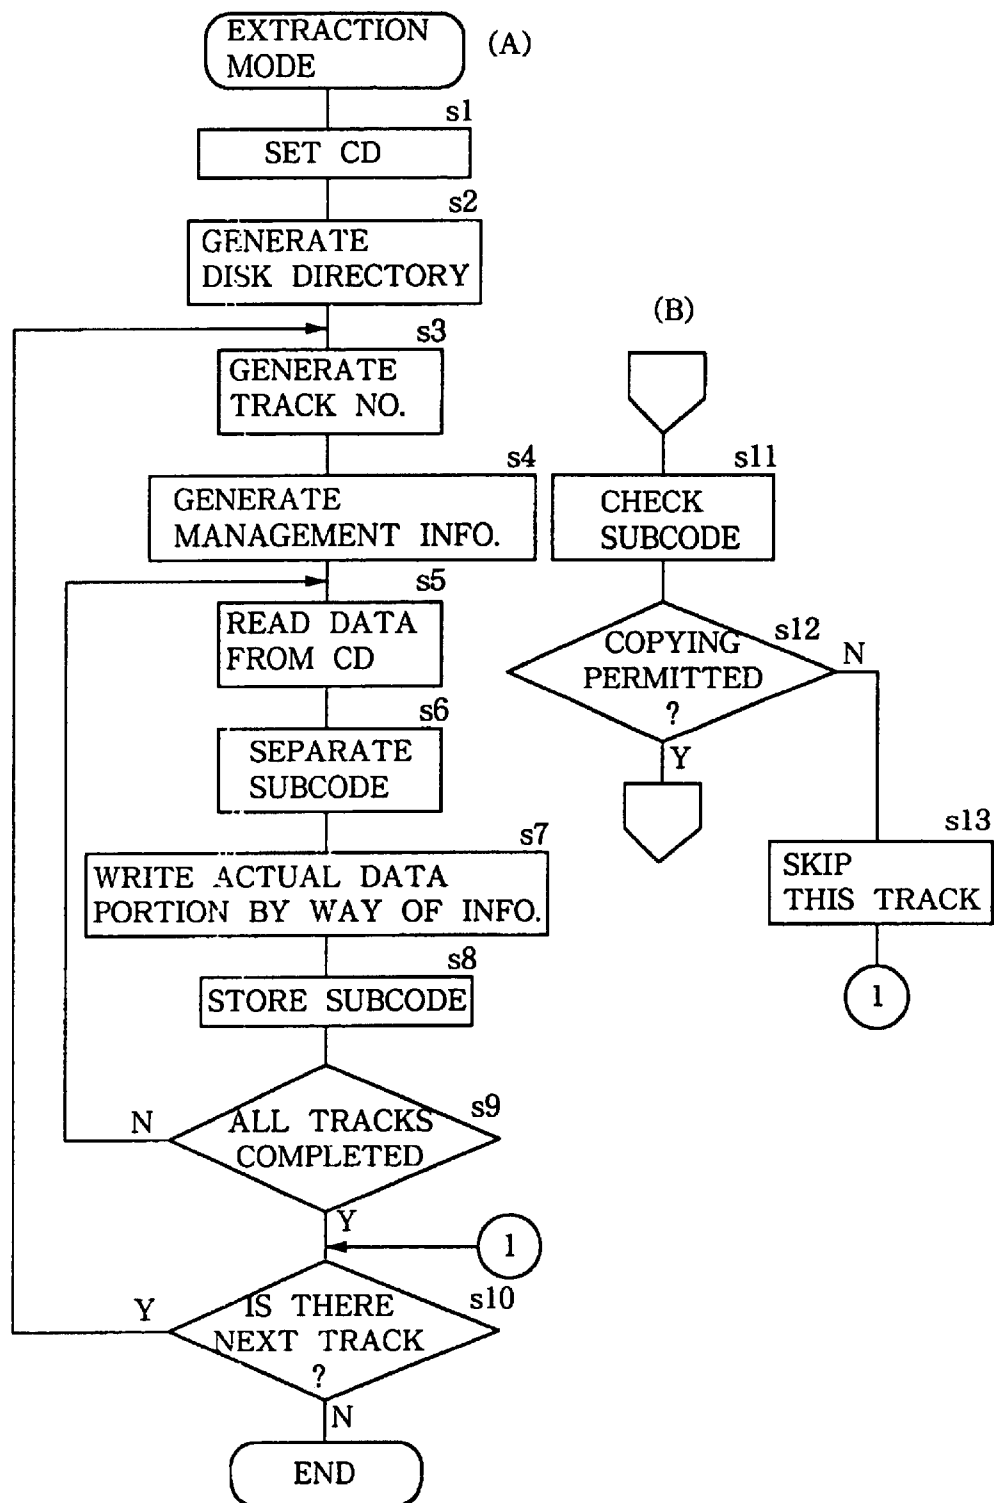 EXTRACTION
MODE
(A)
s1
SET CD
s2
GENERATE
DISK DIRECTORY
s3
GENERATE
TRACK NO.
s4
GENERATE
MANAGEMENT INFO.
s5
READ DATA
FROM CD
s6
SEPARATE
SUBCODE
s7
WRITE ACTUAL DATA
PORTION BY WAY OF INFO.
s8
STORE SUBCODE
s9
ALL TRACKS
COMPLETED
N
Y
1
s10
IS THERE
NEXT TRACK
?
Y
N
END
(B)
s11
CHECK
SUBCODE
s12
COPYING
PERMITTED
?
N
Y
s13
SKIP
THIS TRACK
1